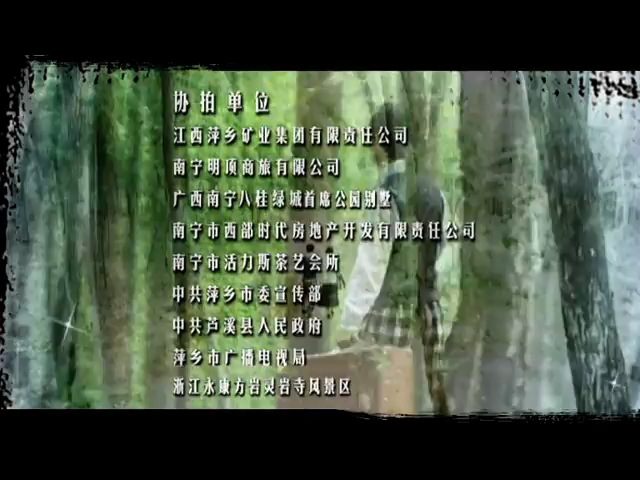 协拍单位
江西萍乡矿业集团有限责任公司
南宁明顶商旅有限公司
广西南宁八桂绿城首席公园别墅
南宁市西部时代房地产开发有限责任公司
南宁市活力斯茶艺会所
中共萍乡市委宣传部
中共芦溪县人民政府
萍乡市广播电视局
浙江永康方岩灵岩寺风景区